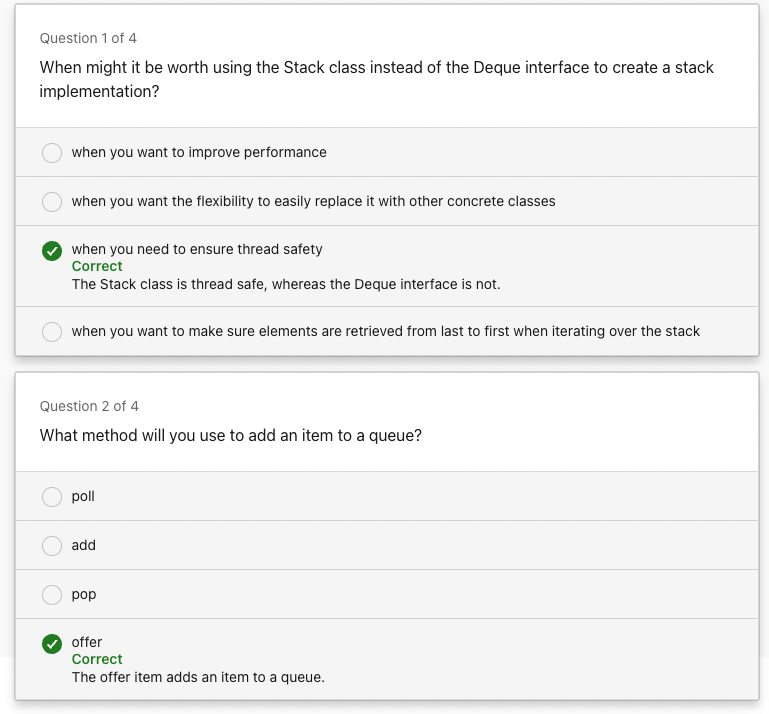 Question 1 of 4
When might it be worth using the Stack class instead of the Deque interface to create a stack
implementation?
when you want to improve performance
when you want the flexibility to easily replace it with other concrete classes
when you need to ensure thread safety
Correct
The Stack class is thread safe, whereas the Deque interface is not.
when you want to make sure elements are retrieved from last to first when iterating over the stack
Question 2 of 4
What method will you use to add an item to a queue?
poll
add
pop
offer
Correct
The offer item adds an item to a queue.